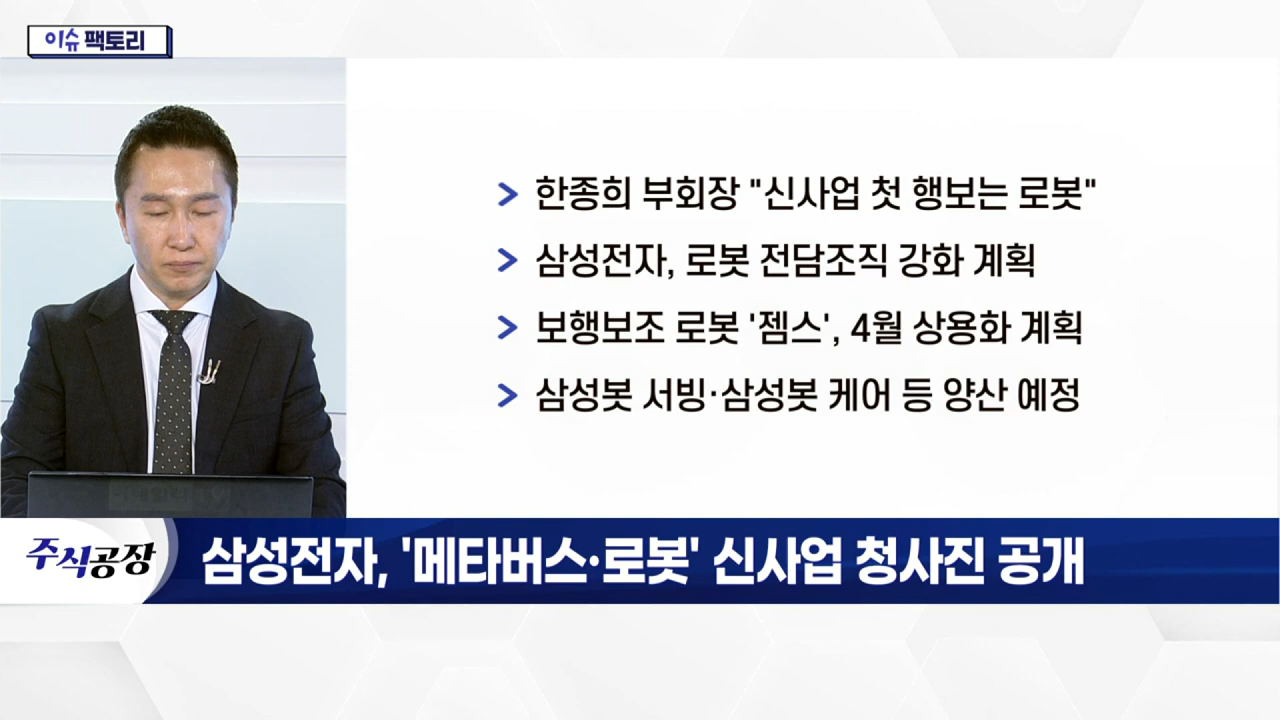 이슈 팩토리
한종희 부회장 "신사업 첫 행보는 로봇"
삼성전자, 로봇 전담조직 강화 계획
보행보조 로봇 '젬스', 4월 상용화 계획
삼성봇 서빙·삼성봇 케어 등 양산 예정
주식공장
삼성전자, '메타버스·로봇' 신사업 청사진 공개